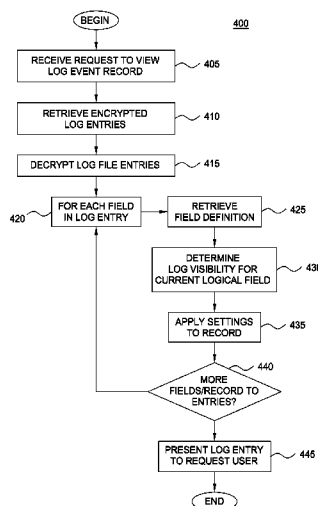 BEGIN
400
RECEIVE REQUEST TO VIEW
LOG EVENT RECORD
405
RETRIEVE ENCRYPTED
LOG ENTRIES
410
DECRYPT LOG FILE ENTRIES
415
420
FOR EACH FIELD
IN LOG ENTRY
RETRIEVE
FIELD DEFINITION
425
DETERMINE
LOG VISIBILITY FOR
CURRENT LOGICAL FIELD
430
APPLY SETTINGS
TO RECORD
435
440
MORE
FIELDS/RECORD TO
ENTRIES?
PRESENT LOG ENTRY
TO REQUEST USER
445
END